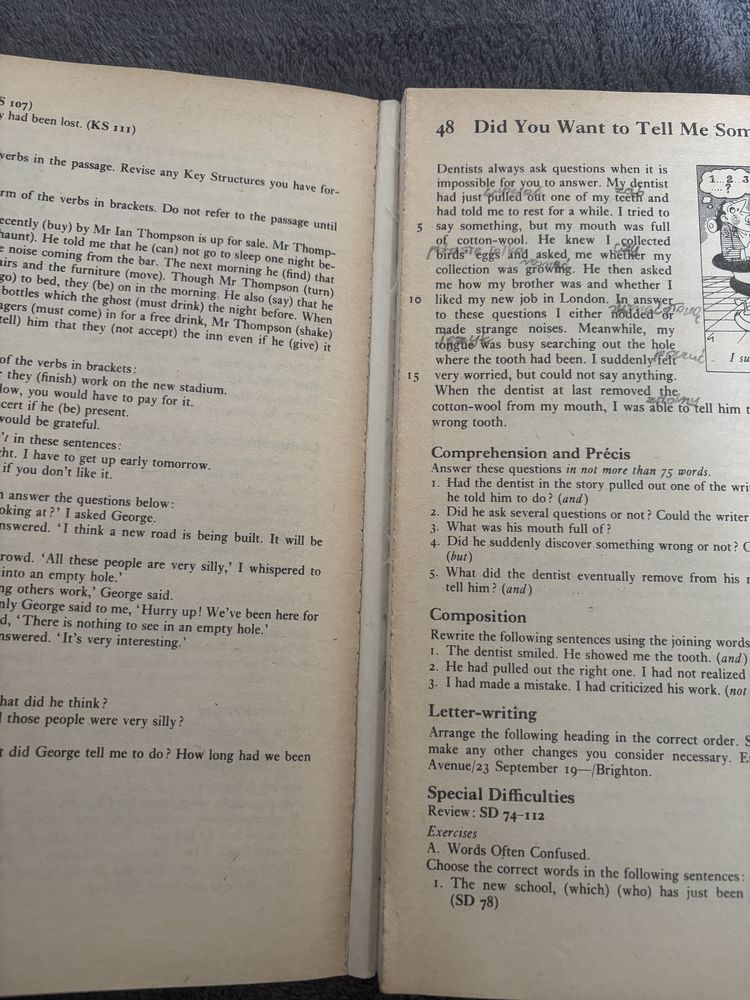 S 107)
y had been lost. (KS 111)
verbs in the passage. Revise any Key Structures you have for-
rm of the verbs in brackets. Do not refer to the passage until
ecently (buy) by Mr Ian Thompson is up for sale. Mr Thomp-
haunt). He told me that he (can) not go to sleep one night be-
e noise coming from the bar. The next morning he (find) that
airs and the furniture (move). Though Mr Thompson (turn)
go) to bed, they (be) on in the morning. He also (say) that he
bottles which the ghost (must drink) the night before. When
agers (must come) in for a free drink, Mr Thompson (shake)
tell) him that they (not accept) the inn even if he (give) it
of the verbs in brackets:
they (finish) work on the new stadium.
low, you would have to pay for it.
cert if he (be) present.
would be grateful.
't in these sentences:
ht. I have to get up early tomorrow.
if you don't like it.
n answer the questions below:
oking at?' I asked George.
nswered. 'I think a new road is being built. It will be
rowd. 'All these people are very silly,' I whispered to
into an empty hole.'
ng others work,' George said.
nly George said to me, 'Hurry up! We've been here for
d, 'There is nothing to see in an empty hole.'
nswered. 'It's very interesting.'
hat did he think?
those people were very silly?
t did George tell me to do? How long had we been
48 Did You Want to Tell Me Som
Dentists always ask questions when it is
impossible for you to answer. My dentist
had just pulled out one of my teeth and
had told me to rest for a while. I tried to
5 say something, but my mouth was full
of cotton-wool. He knew I collected
birds' eggs and asked me whether my
collection was growing. He then asked
me how my brother was and whether I
10 liked my new job in London. In answer
to these questions I either nodded or
made strange noises. Meanwhile, my
tongue was busy searching out the hole
where the tooth had been. I suddenly felt
15 very worried, but could not say anything.
When the dentist at last removed the
cotton-wool from my mouth, I was able to tell him t
wrong tooth.
1...2 3
...?
I su
Comprehension and Précis
Answer these questions in not more than 75 words.
1. Had the dentist in the story pulled out one of the wri
he told him to do? (and)
2. Did he ask several questions or not? Could the writer
3. What was his mouth full of?
4. Did he suddenly discover something wrong or not? C
(but)
5. What did the dentist eventually remove from his m
tell him? (and)
Composition
Rewrite the following sentences using the joining words
1. The dentist smiled. He showed me the tooth. (and)
2. He had pulled out the right one. I had not realized
3. I had made a mistake. I had criticized his work. (not
Letter-writing
Arrange the following heading in the correct order. S
make any other changes you consider necessary. E
Avenue/23 September 19—/Brighton.
Special Difficulties
Review: SD 74–112
Exercises
A. Words Often Confused.
Choose the correct words in the following sentences:
1. The new school, (which) (who) has just been
(SD 78)